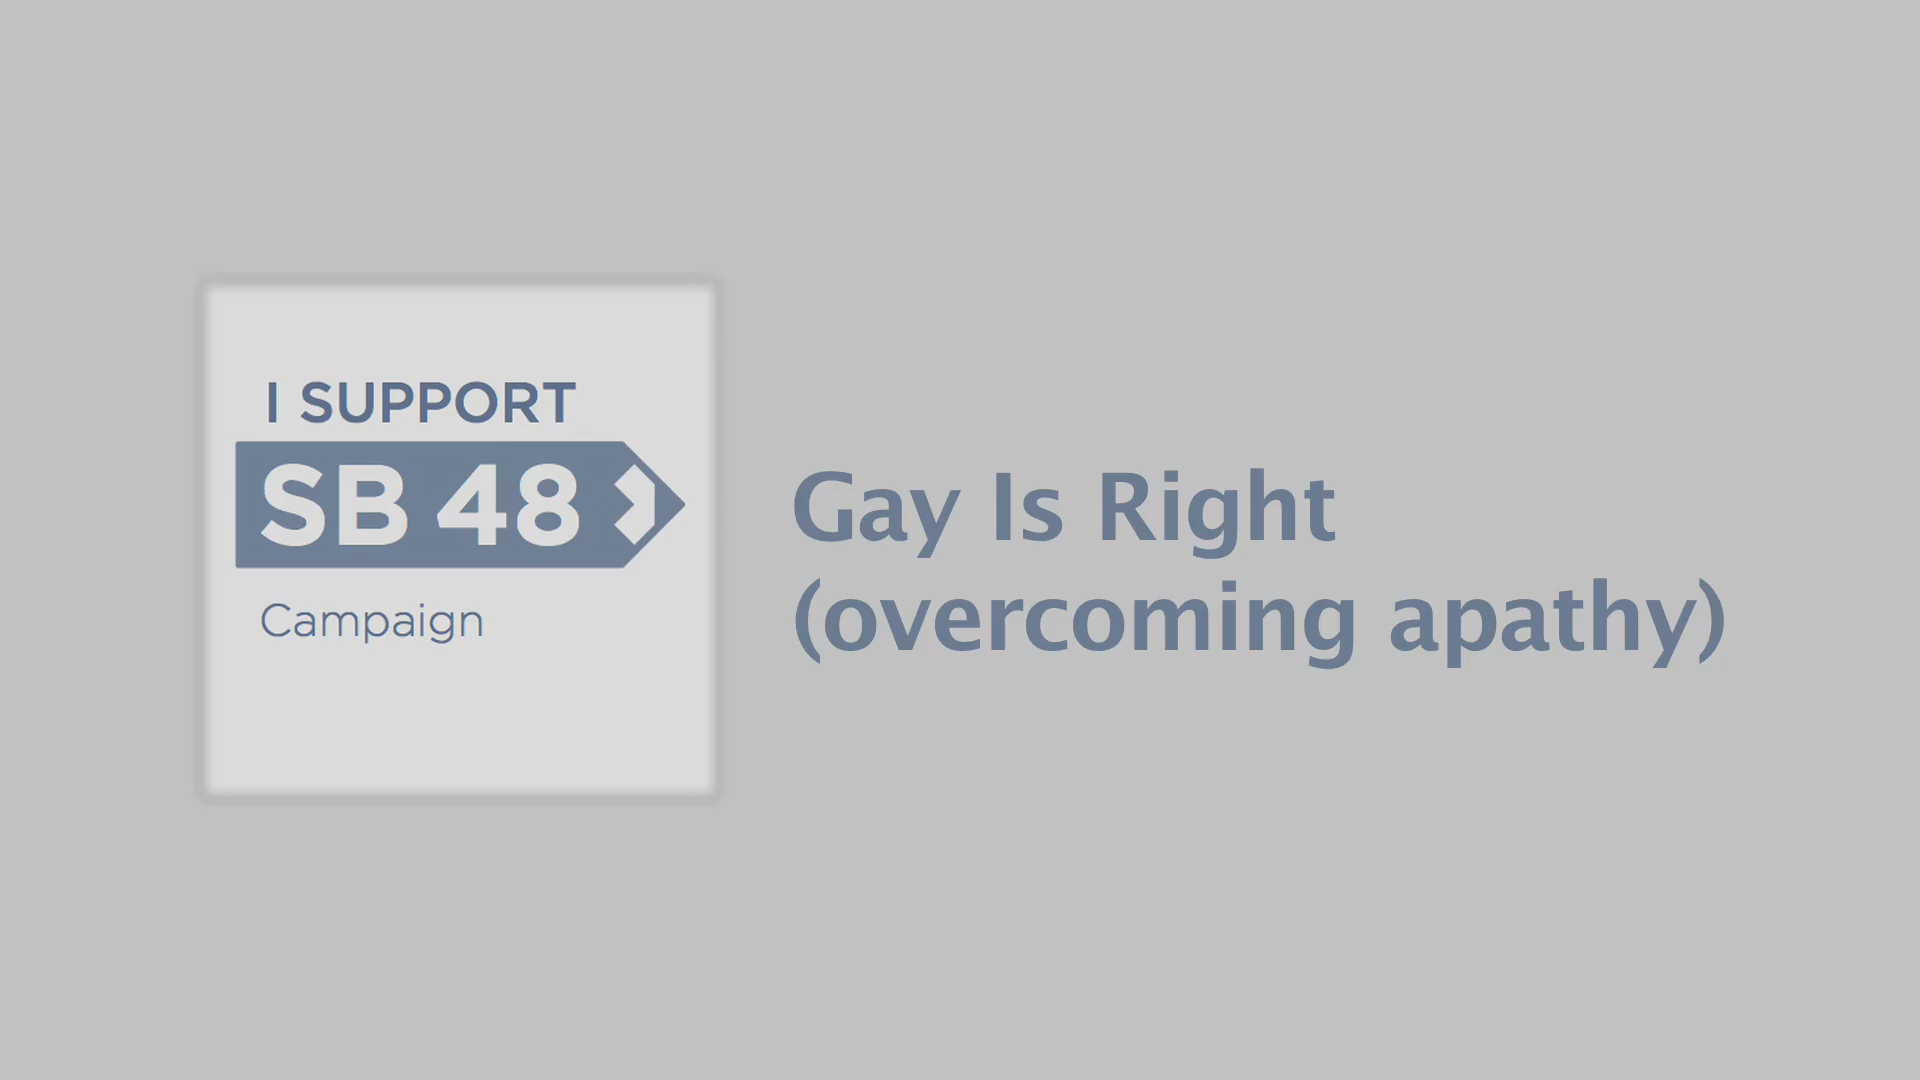 I SUPPORT
SB 48
Campaign
Gay Is Right
(overcoming apathy)